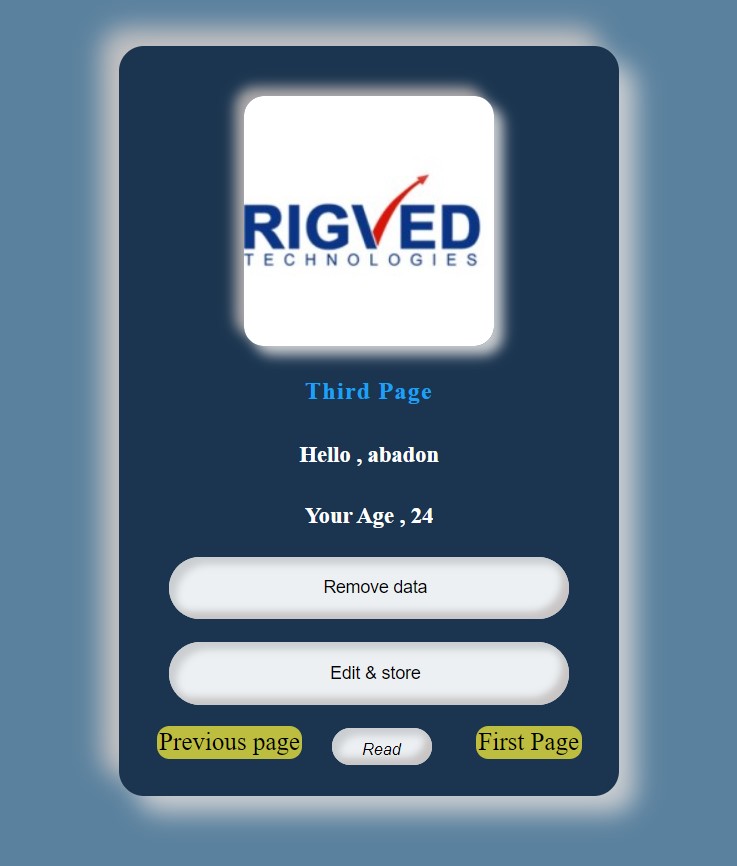 RIGVED
TECHNOLOGIES
Third Page
Hello , abadon
Your Age , 24
Remove data
Edit & store
Previous page Read First Page